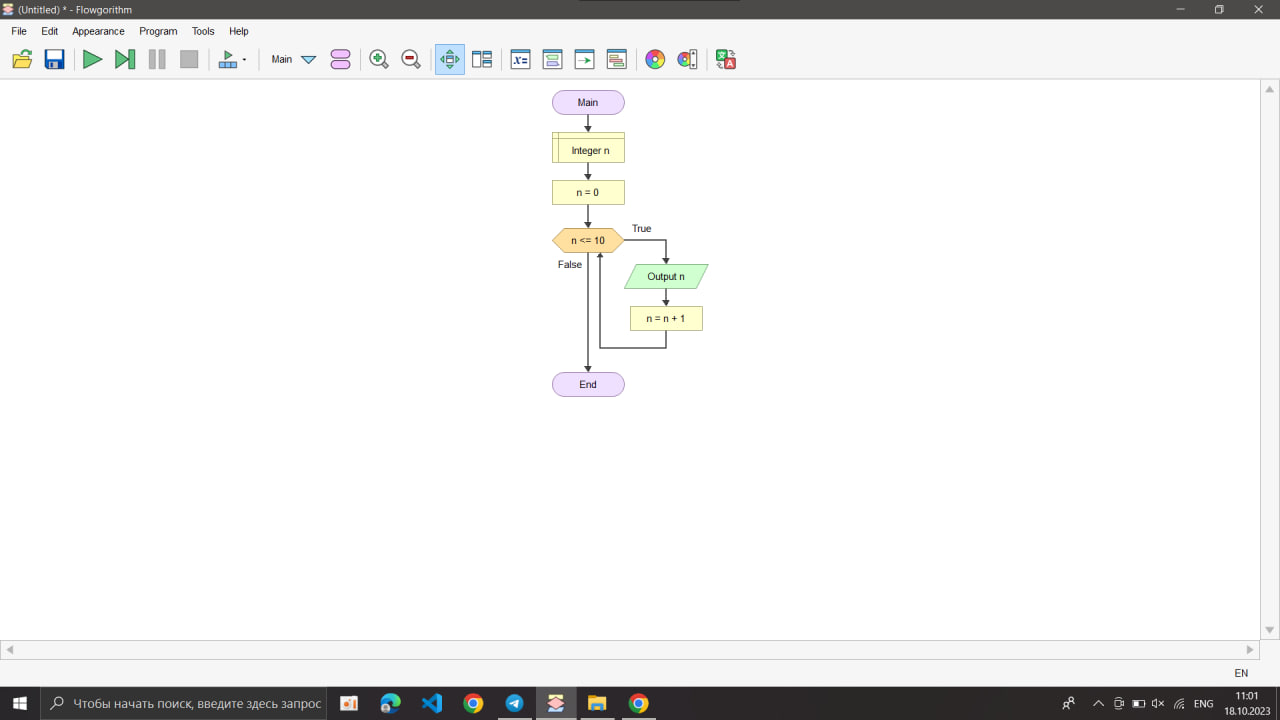 (Untitled) * - Flowgorithm
File Edit Appearance Program Tools Help
Main
x=
文
A
Main
Integer n
n = 0
True
n <= 10
False
Output n
n = n + 1
End
EN
Чтобы начать поиск, введите здесь запрос
ENG
11:01
18.10.2023